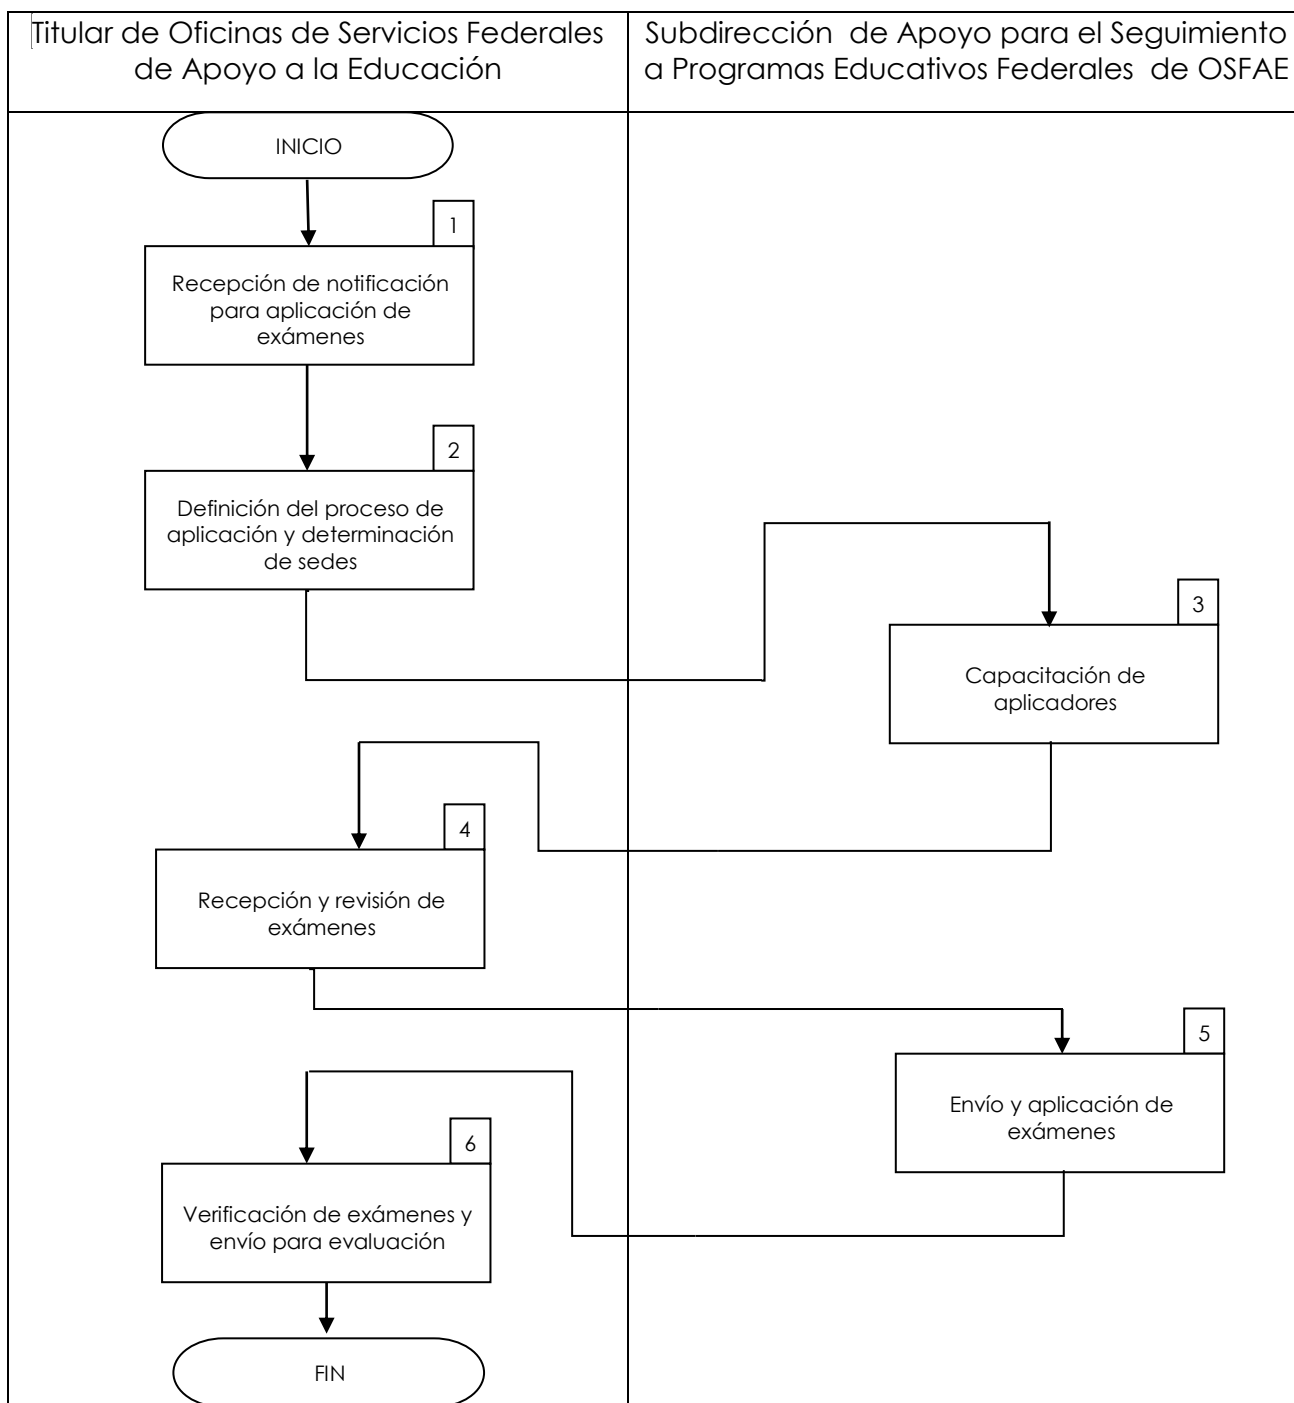 Titular de Oficinas de Servicios Federales
de Apoyo a la Educación
Subdirección de Apoyo para el Seguimiento
a Programas Educativos Federales de OSFAE
INICIO
1
Recepción de notificación
para aplicación de
exámenes
2
Definición del proceso de
aplicación y determinación
de sedes
3
Capacitación de
aplicadores
4
Recepción y revisión de
exámenes
5
Envío y aplicación de
exámenes
6
Verificación de exámenes y
envío para evaluación
FIN